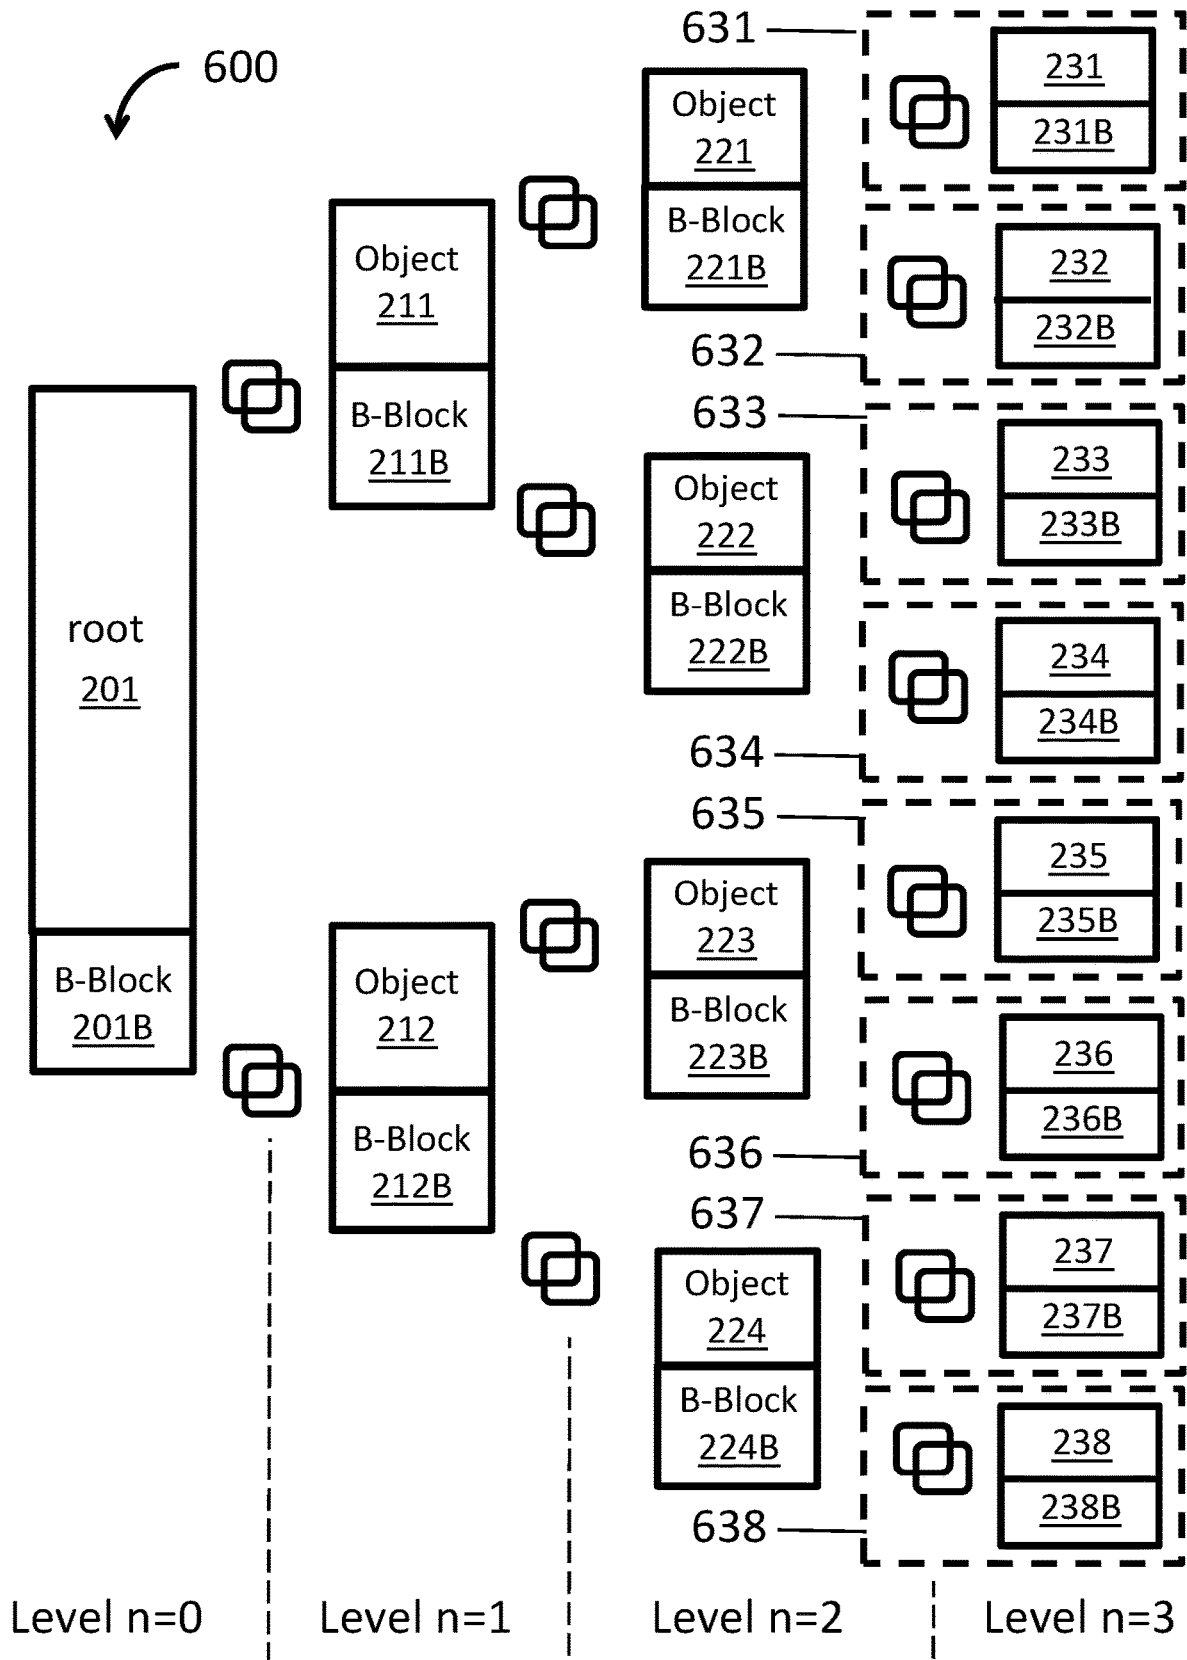 600
root
201
B-Block
201B
Object
211
B-Block
211B
Object
212
B-Block
212B
Object
221
B-Block
221B
Object
222
B-Block
222B
Object
223
B-Block
223B
Object
224
B-Block
224B
631
231
231B
632
232
232B
633
233
233B
634
234
234B
635
235
235B
636
236
236B
637
237
237B
638
238
238B
Level n=0
Level n=1
Level n=2
Level n=3